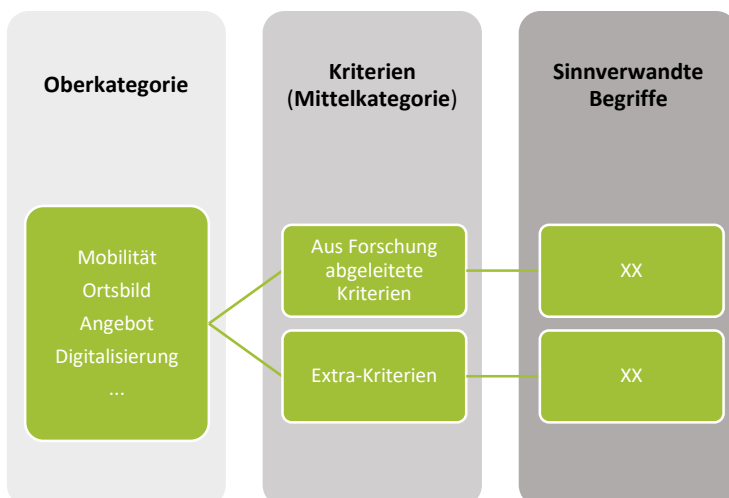 Oberkategorie
Kriterien
(Mittelkategorie)
Sinnverwandte
Begriffe
Mobilität
Ortsbild
Angebot
Digitalisierung
...
Aus Forschung
abgeleitete
Kriterien
XX
Extra-Kriterien
XX